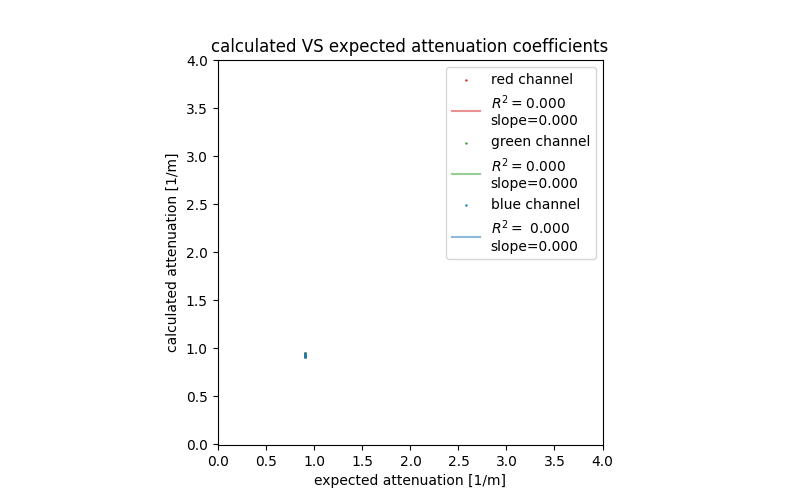 calculated VS expected attenuation coefficients
4.0
3.5
3.0
2.5
2.0
1.5
1.0
0.5
0.0
calculated attenuation [1/m]
red channel
R² = 0.000
slope=0.000
green channel
R² = 0.000
slope=0.000
blue channel
R² = 0.000
slope=0.000
0.0 0.5 1.0 1.5 2.0 2.5 3.0 3.5 4.0
expected attenuation [1/m]